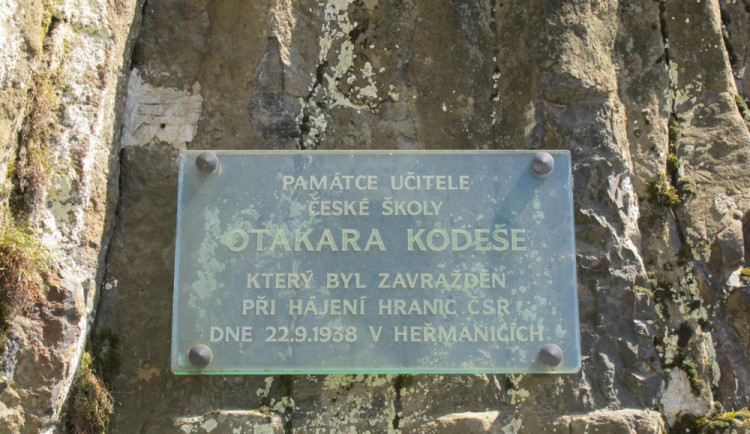 PAMÁTCE UČITELE
ČESKÉ ŠKOLY
OTAKARA KODEŠE
KTERÝ BYL ZAVRAŽDĚN
PŘI HÁJENÍ HRANIC ČSR
DNE 22.9.1938 V HEŘMANICÍCH